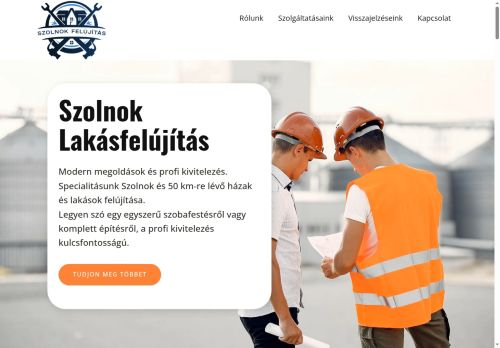 SZOLNOK FELÚJÍTÁS
Rólunk Szolgáltatásaink Visszajelzéseink Kapcsolat
Szolnok
Lakásfelújítás
Modern megoldások és profi kivitelezés.
Specialitásunk Szolnok és 50 km-re lévő házak
és lakások felújítása.
Legyen szó egy egyszerű szobafestésről vagy
komplett építésről, a profi kivitelezés
kulcsfontosságú.
TUDJON MEG TÖBBET